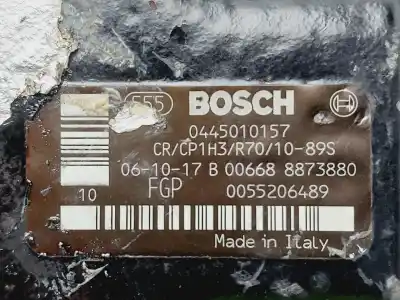 555 BOSCH
0445010157
CR/CP1H3/R70/10-89S
06-10-17 B 00668 8873880
FGP 0055206489
10
Made in Italy